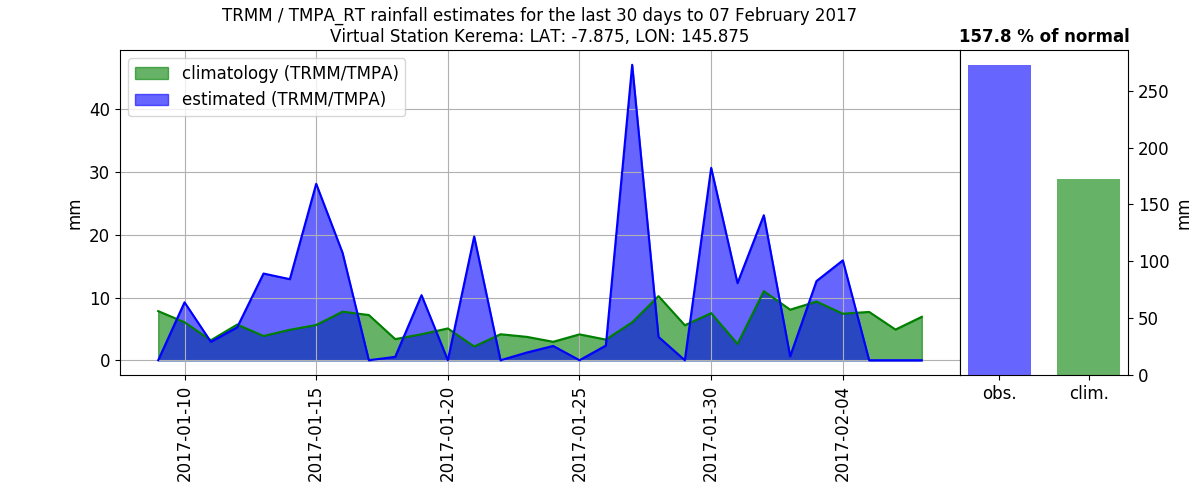 TRMM / TMPA_RT rainfall estimates for the last 30 days to 07 February 2017
Virtual Station Kerema: LAT: -7.875, LON: 145.875
157.8 % of normal
climatology (TRMM/TMPA)
estimated (TRMM/TMPA)
40
30
20
10
0
mm
250
200
150
100
50
0
mm
obs.
clim.
2017-01-10
2017-01-15
2017-01-20
2017-01-25
2017-01-30
2017-02-04